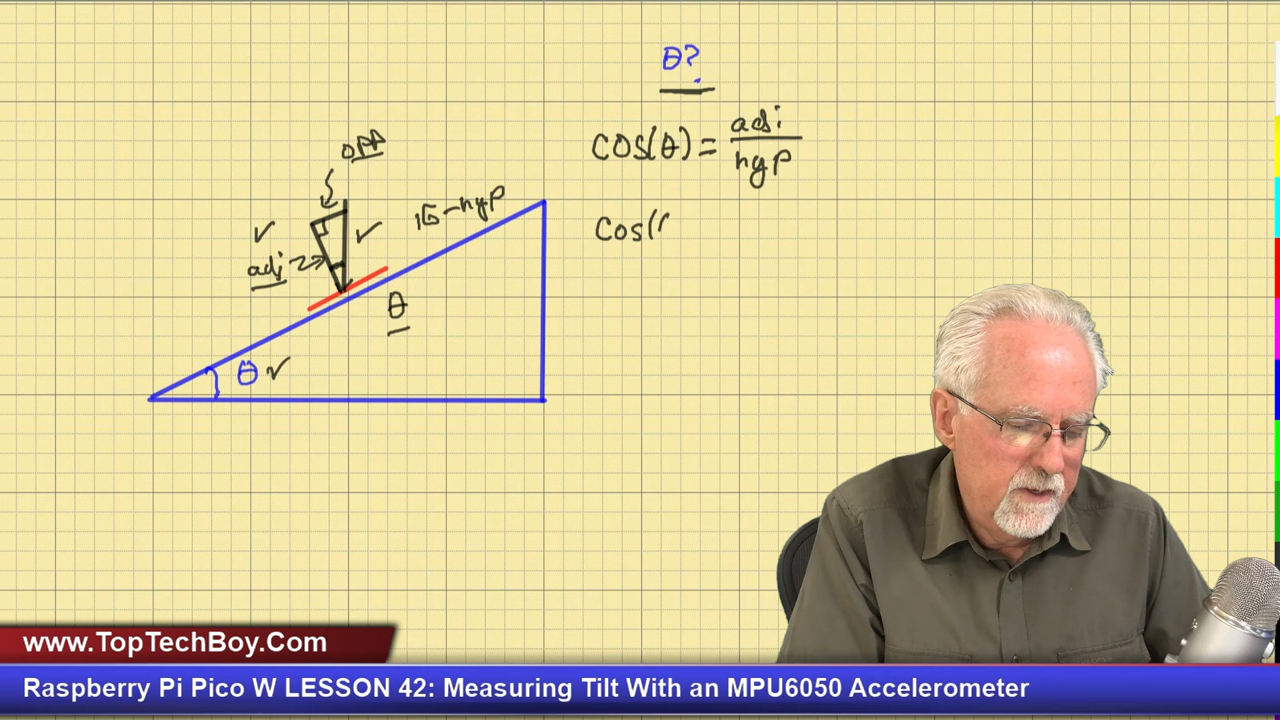 θ?
cos(θ) = adj
hyp
opp
1G-hyp
Cos(
adj
θ
θ
www.TopTechBoy.Com
Raspberry Pi Pico W LESSON 42: Measuring Tilt With an MPU6050 Accelerometer